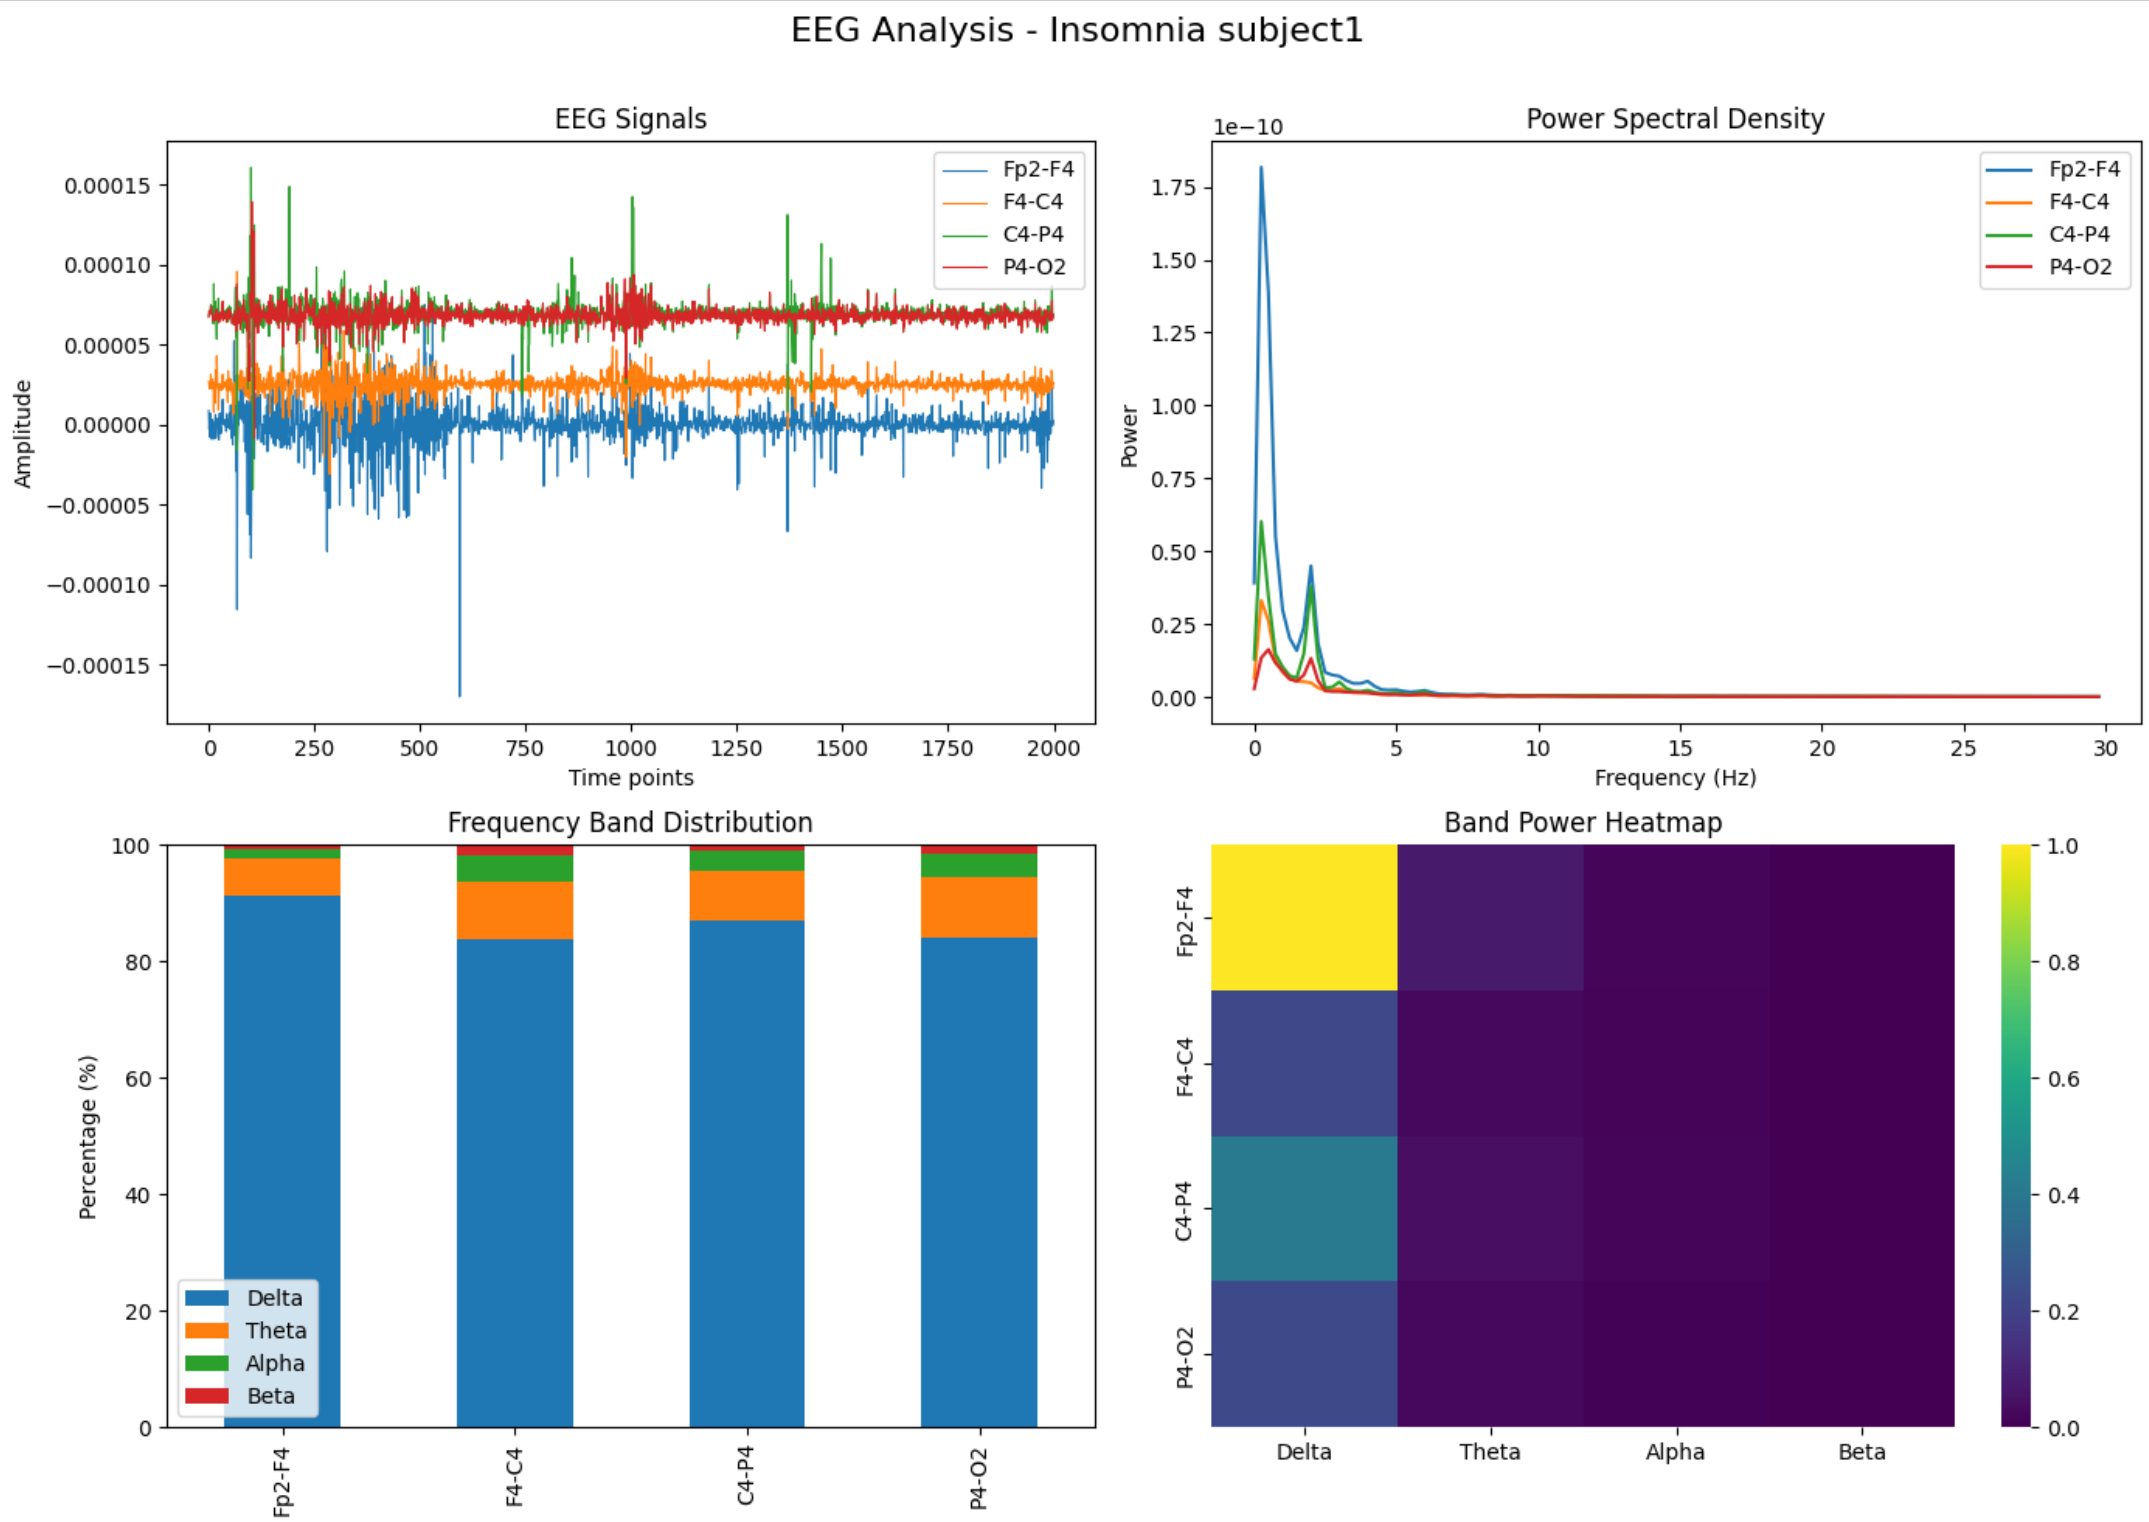 EEG Analysis - Insomnia subject1
EEG Signals
0.00015
0.00010
0.00005
0.00000
−0.00005
−0.00010
−0.00015
Amplitude
0 250 500 750 1000 1250 1500 1750 2000
Time points
Fp2-F4
F4-C4
C4-P4
P4-O2
Power Spectral Density
1e−10
1.75
1.50
1.25
1.00
0.75
0.50
0.25
0.00
Power
0 5 10 15 20 25 30
Frequency (Hz)
Fp2-F4
F4-C4
C4-P4
P4-O2
Frequency Band Distribution
100
80
60
40
20
0
Percentage (%)
Delta
Theta
Alpha
Beta
Fp2-F4
F4-C4
C4-P4
P4-O2
Band Power Heatmap
Fp2-F4
F4-C4
C4-P4
P4-O2
Delta Theta Alpha Beta
1.0
0.8
0.6
0.4
0.2
0.0